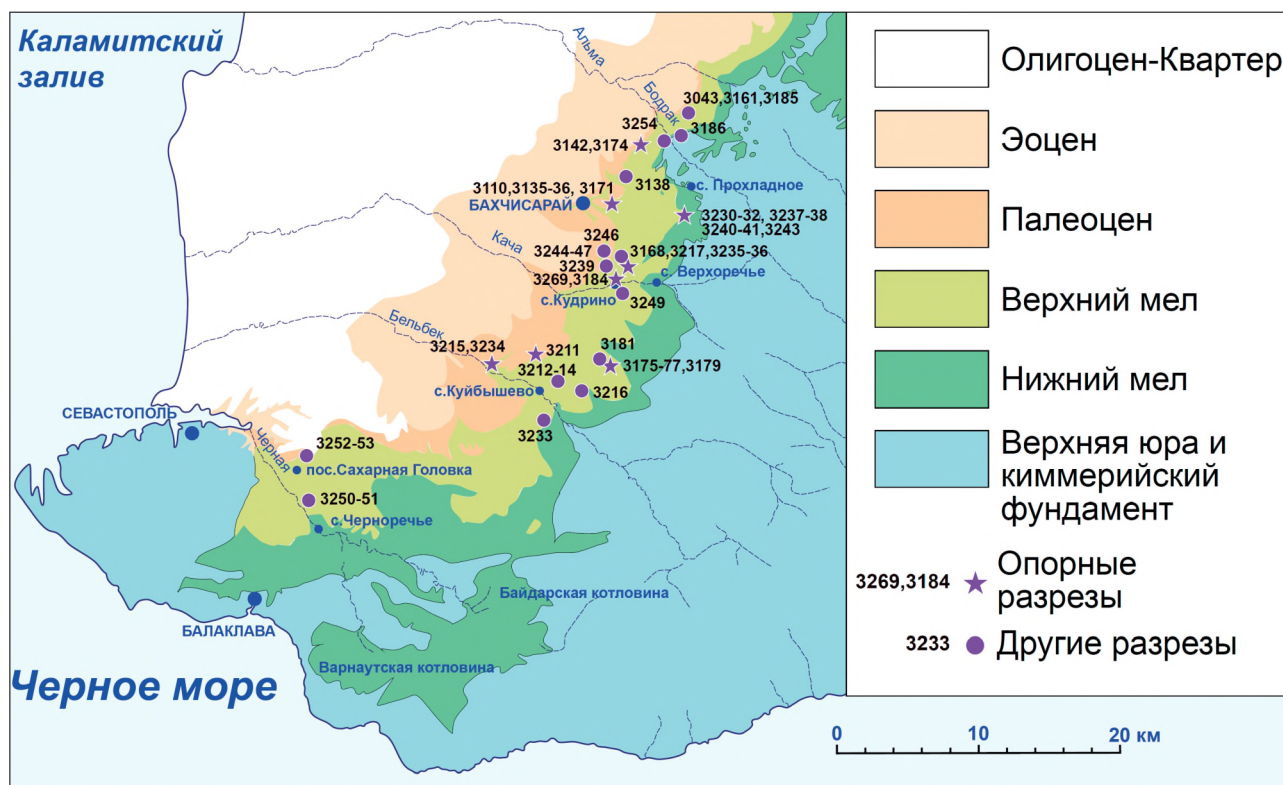 Каламитский
залив
Альма
Бодрак
3043,3161,3185
3254
3186
3142,3174
3138
с. Прохладное
3110,3135-36, 3171
БАХЧИСАРАЙ
3230-32, 3237-38
3240-41,3243
Кача
3246
3244-47
3168,3217,3235-36
3239
с. Верхоречье
3269,3184
с.Кудрино
3249
Бельбек
3215,3234
3211
3181
3212-14
3175-77,3179
с.Куйбышево
3216
3233
СЕВАСТОПОЛЬ
Черная
3252-53
пос.Сахарная Головка
3250-51
с.Черноречье
Байдарская котловина
БАЛАКЛАВА
Варнаутская котловина
Черное море
Олигоцен-Квартер
Эоцен
Палеоцен
Верхний мел
Нижний мел
Верхняя юра и
киммерийский
фундамент
3269,3184
Опорные
разрезы
3233
Другие разрезы
0 10 20 км